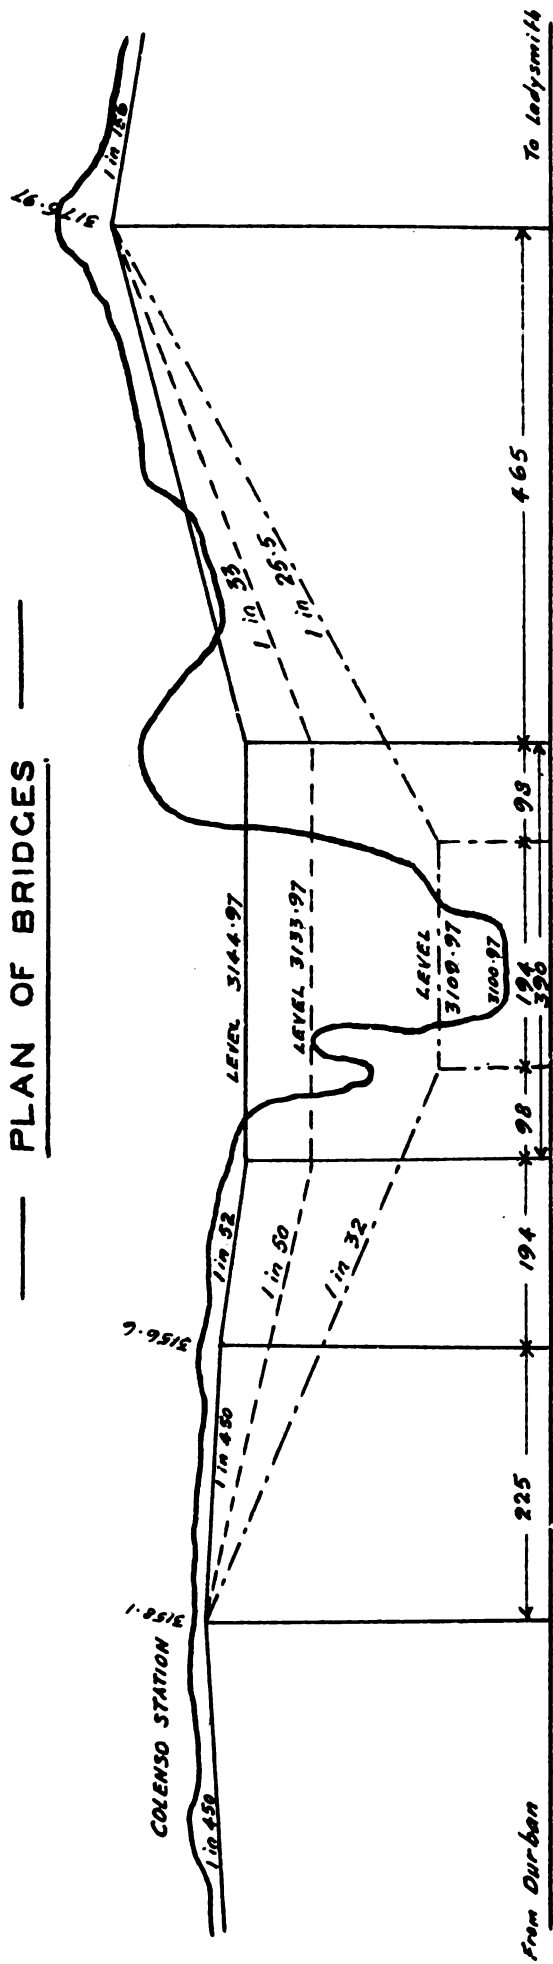 PLAN OF BRIDGES
COLENSO STATION
3158·1
3156·6
3175·97
1 in 450
1 in 450
1 in 52
1 in 156
LEVEL 3144·97
1 in 50
LEVEL 3133·97
1 in 33
1 in 32
LEVEL
3109·97
1 in 25·5
3100·97
225
194
98
194
98
465
390
From Durban
To Ladysmith